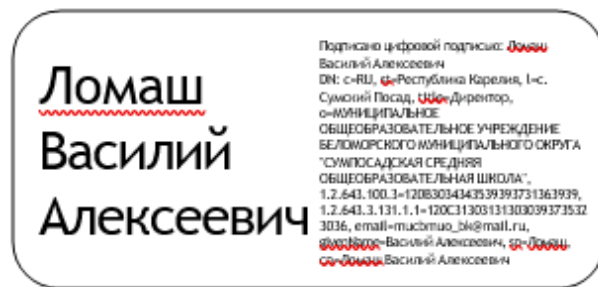 Ломаш
Василий
Алексеевич
Подписано цифровой подписью: Ломаш
Василий Алексеевич
DN: c=RU, st=Республика Карелия, l=с.
Сумский Посад, title=Директор,
o=МУНИЦИПАЛЬНОЕ
ОБЩЕОБРАЗОВАТЕЛЬНОЕ УЧРЕЖДЕНИЕ
БЕЛОМОРСКОГО МУНИЦИПАЛЬНОГО ОКРУГА
"СУМПОСАДСКАЯ СРЕДНЯЯ
ОБЩЕОБРАЗОВАТЕЛЬНАЯ ШКОЛА",
1.2.643.100.3=120B3034343539393731363939,
1.2.643.3.131.1.1=120C31303131303039373532
3036, email=mucbmuo_bk@mail.ru,
givenName=Василий Алексеевич, sn=Ломаш,
cn=Ломаш Василий Алексеевич